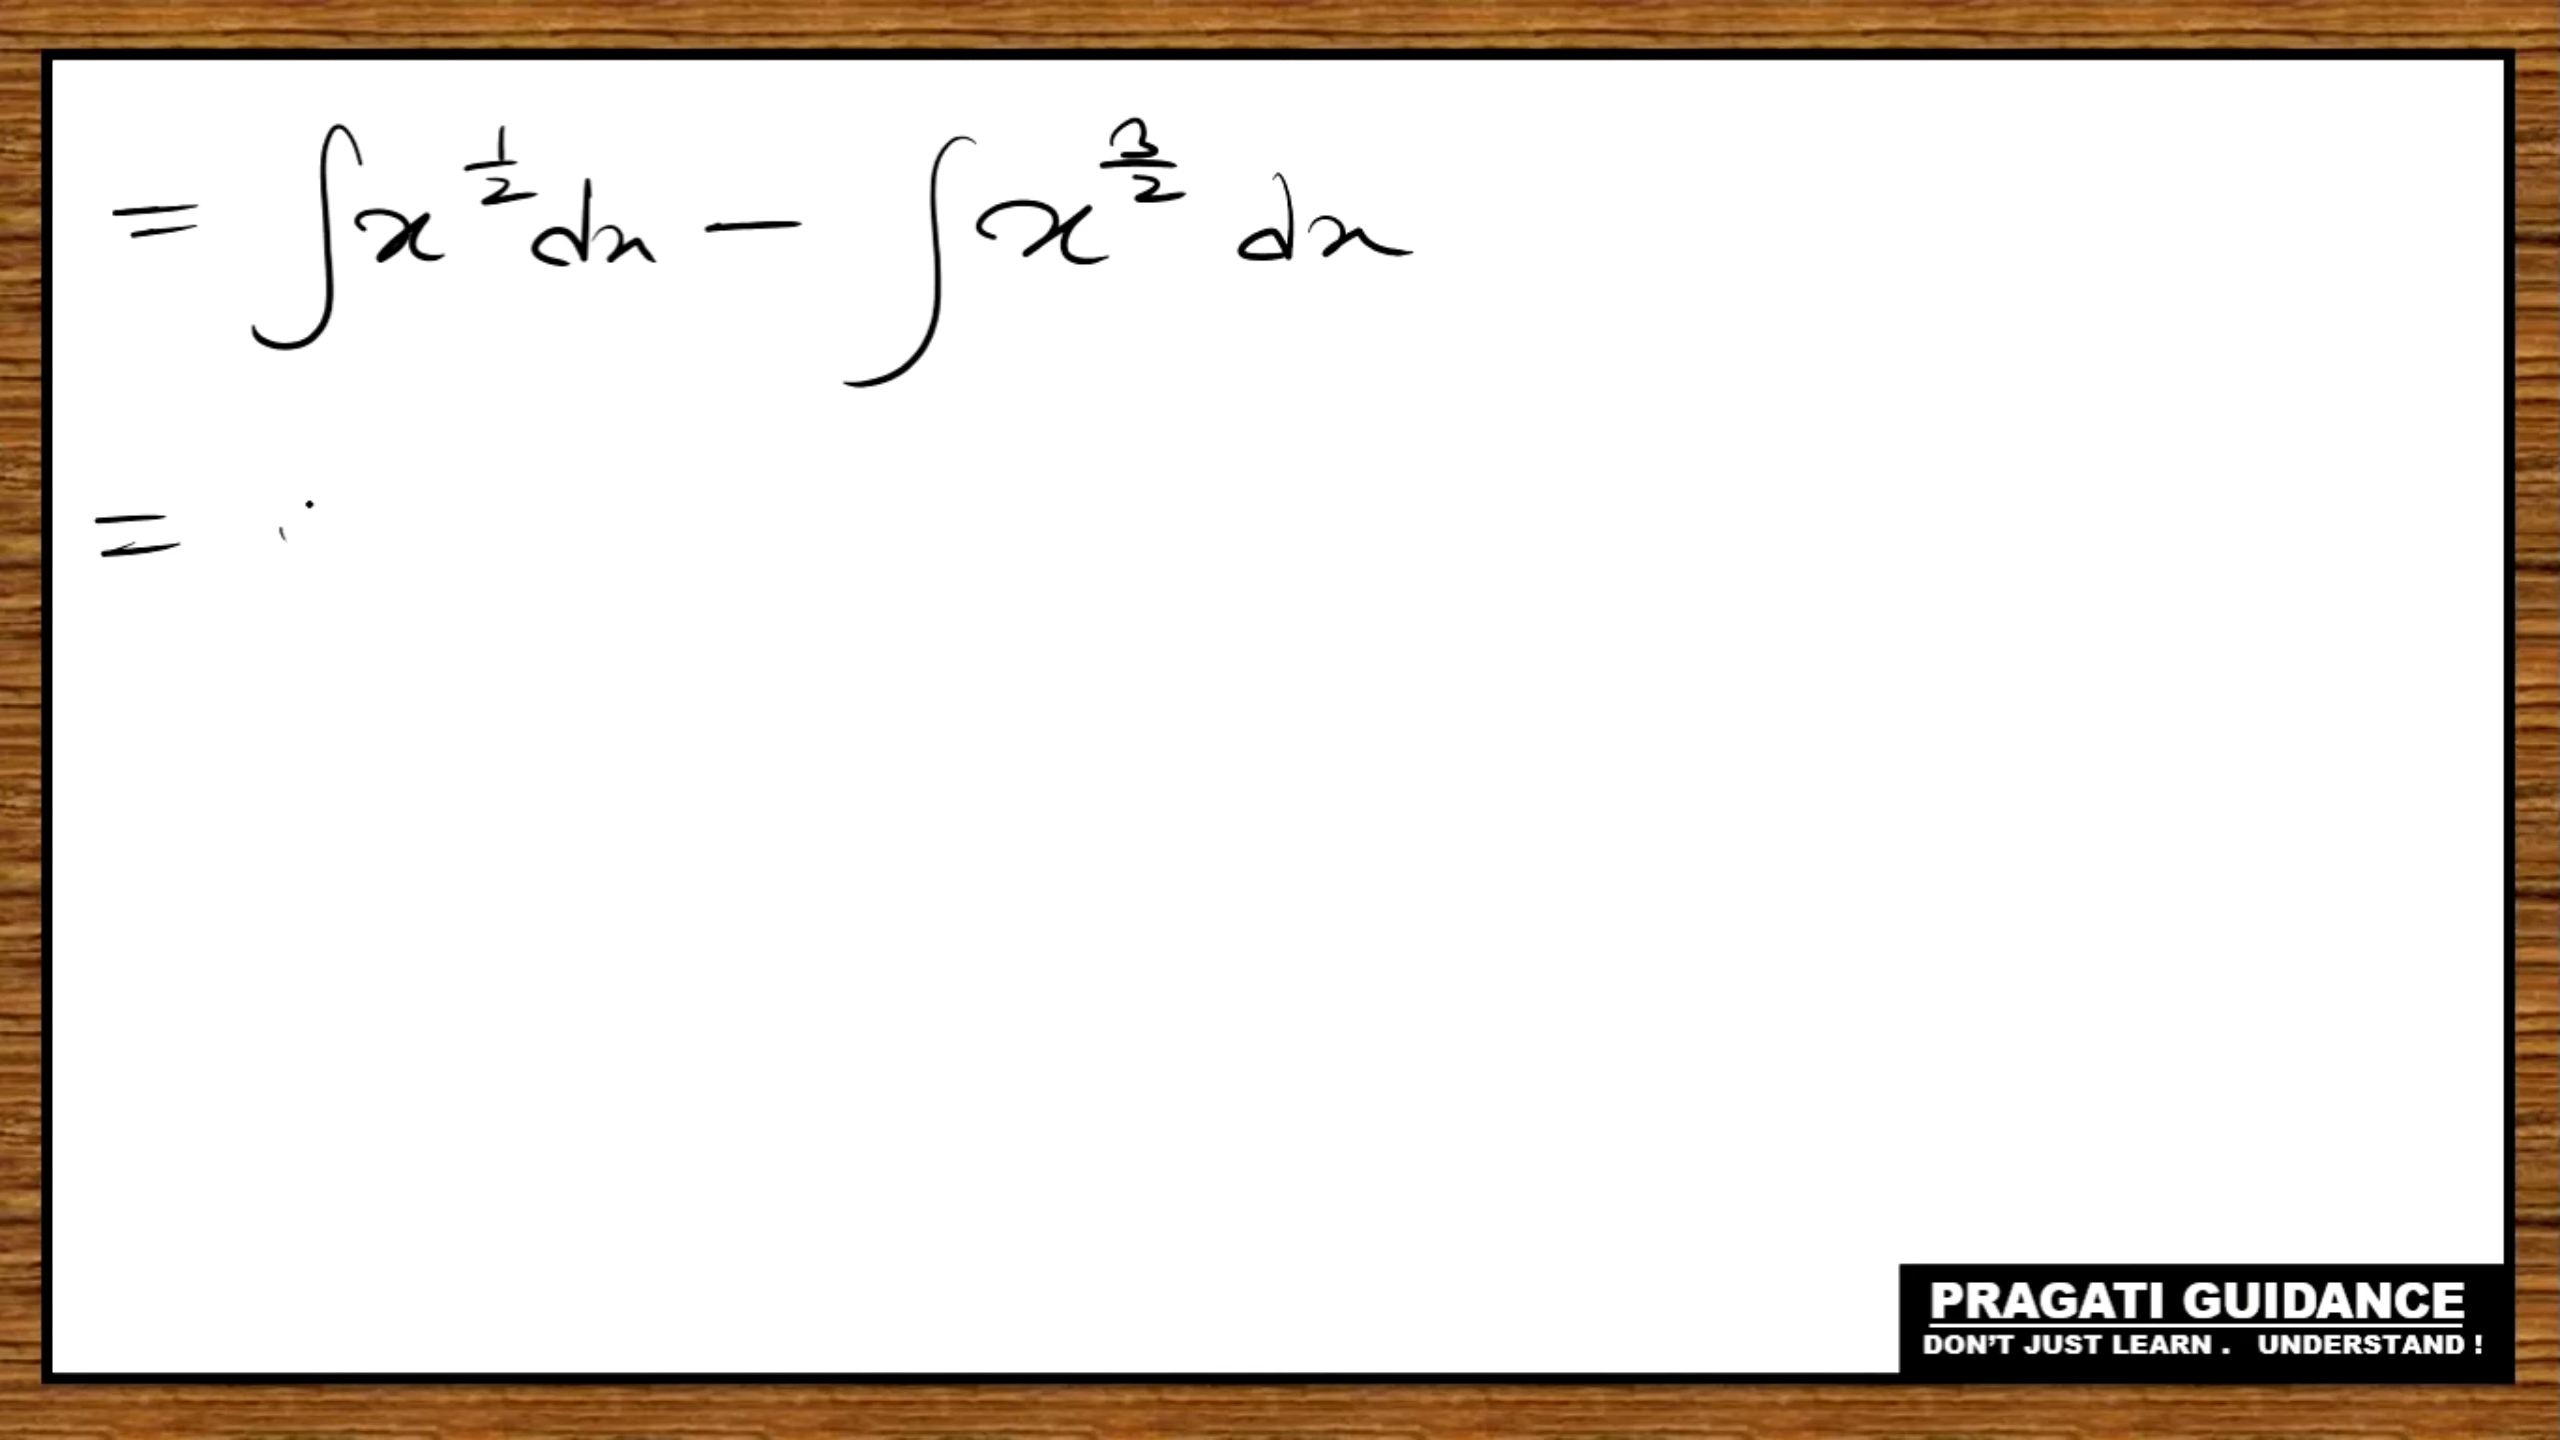 = ∫x^(1/2) dx − ∫x^(3/2) dx
=
PRAGATI GUIDANCE
DON'T JUST LEARN . UNDERSTAND !